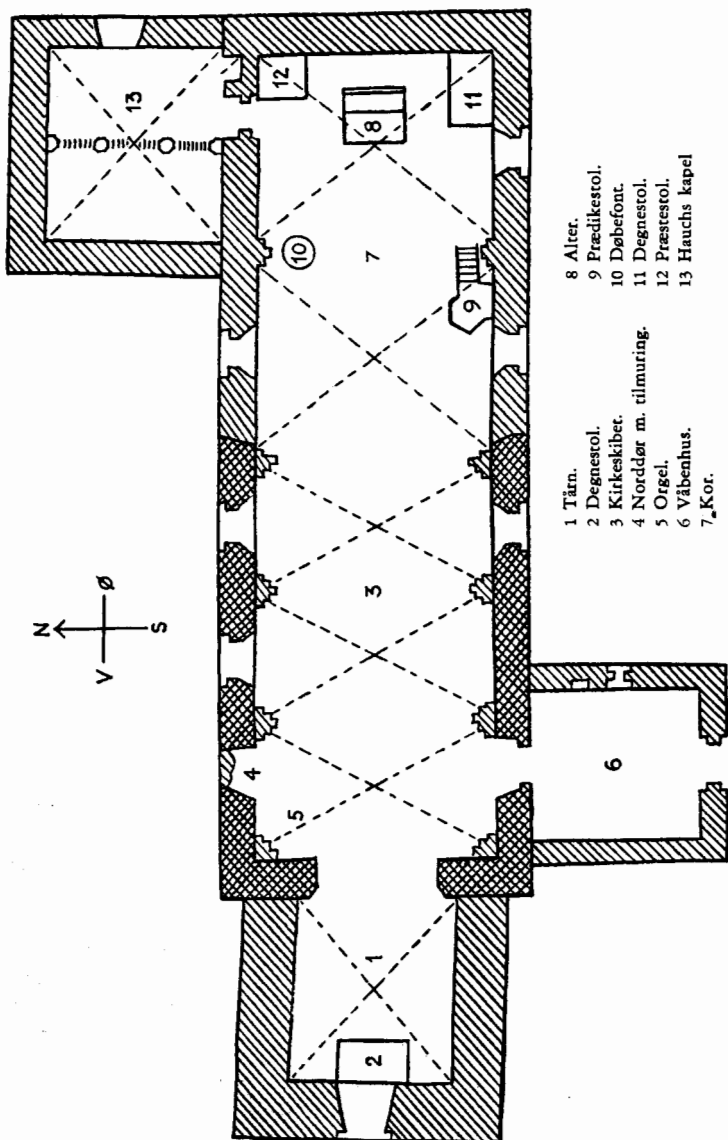 N
V Ø
S
13
12
8
11
10
7
9
3
4
5
6
1
2
1 Tårn.
2 Degnestol.
3 Kirkeskibet.
4 Norddør m. tilmuring.
5 Orgel.
6 Våbenhus.
7 Kor.
8 Alter.
9 Prædikestol.
10 Døbefont.
11 Degnestol.
12 Præstestol.
13 Hauchs kapel